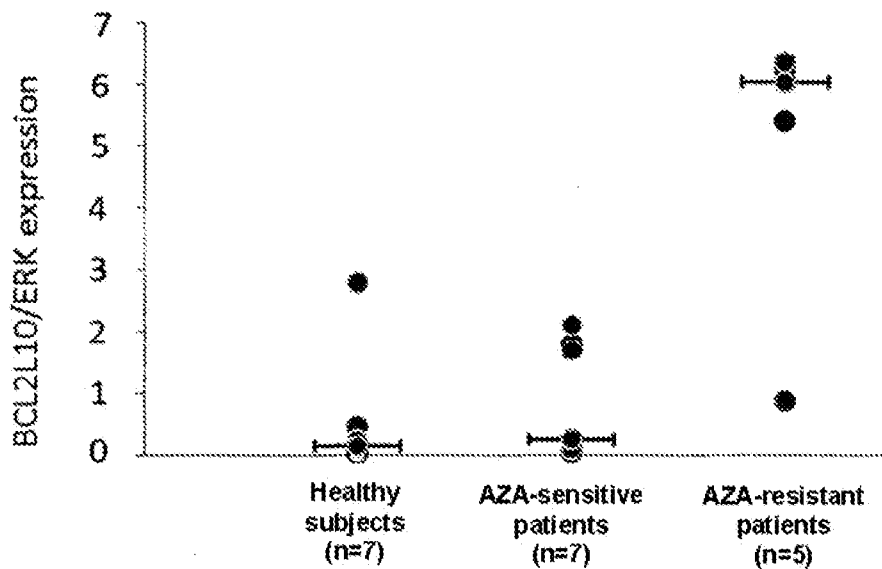 BCL2L10/ERK expression
7
6
5
4
3
2
1
0
Healthy
subjects
(n=7)
AZA-sensitive
patients
(n=7)
AZA-resistant
patients
(n=5)